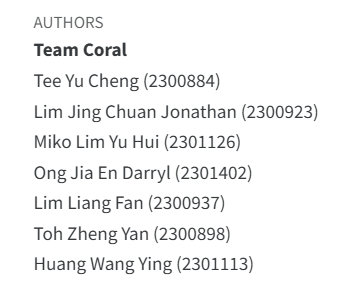 AUTHORS
Team Coral
Tee Yu Cheng (2300884)
Lim Jing Chuan Jonathan (2300923)
Miko Lim Yu Hui (2301126)
Ong Jia En Darryl (2301402)
Lim Liang Fan (2300937)
Toh Zheng Yan (2300898)
Huang Wang Ying (2301113)